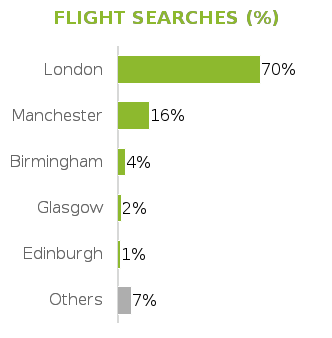 FLIGHT SEARCHES (%)
London 70%
Manchester 16%
Birmingham 4%
Glasgow 2%
Edinburgh 1%
Others 7%